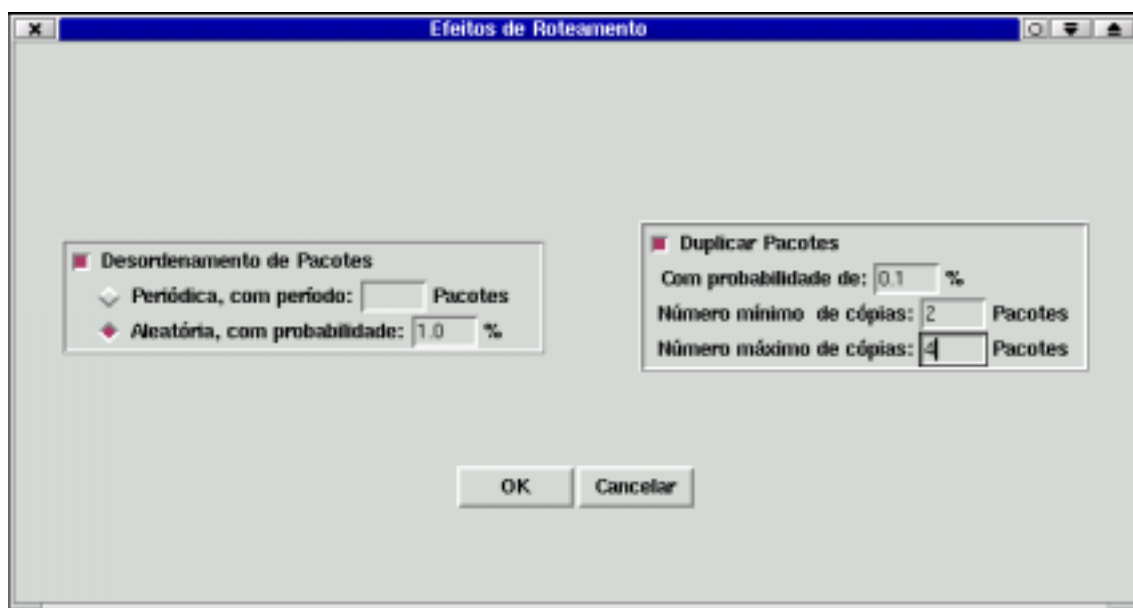 Efeitos de Roteamento
Desordenamento de Pacotes
Periódica, com período: Pacotes
Aleatória, com probabilidade: 1.0 %
Duplicar Pacotes
Com probabilidade de: 0.1 %
Número mínimo de cópias: 2 Pacotes
Número máximo de cópias: 4 Pacotes
OK Cancelar